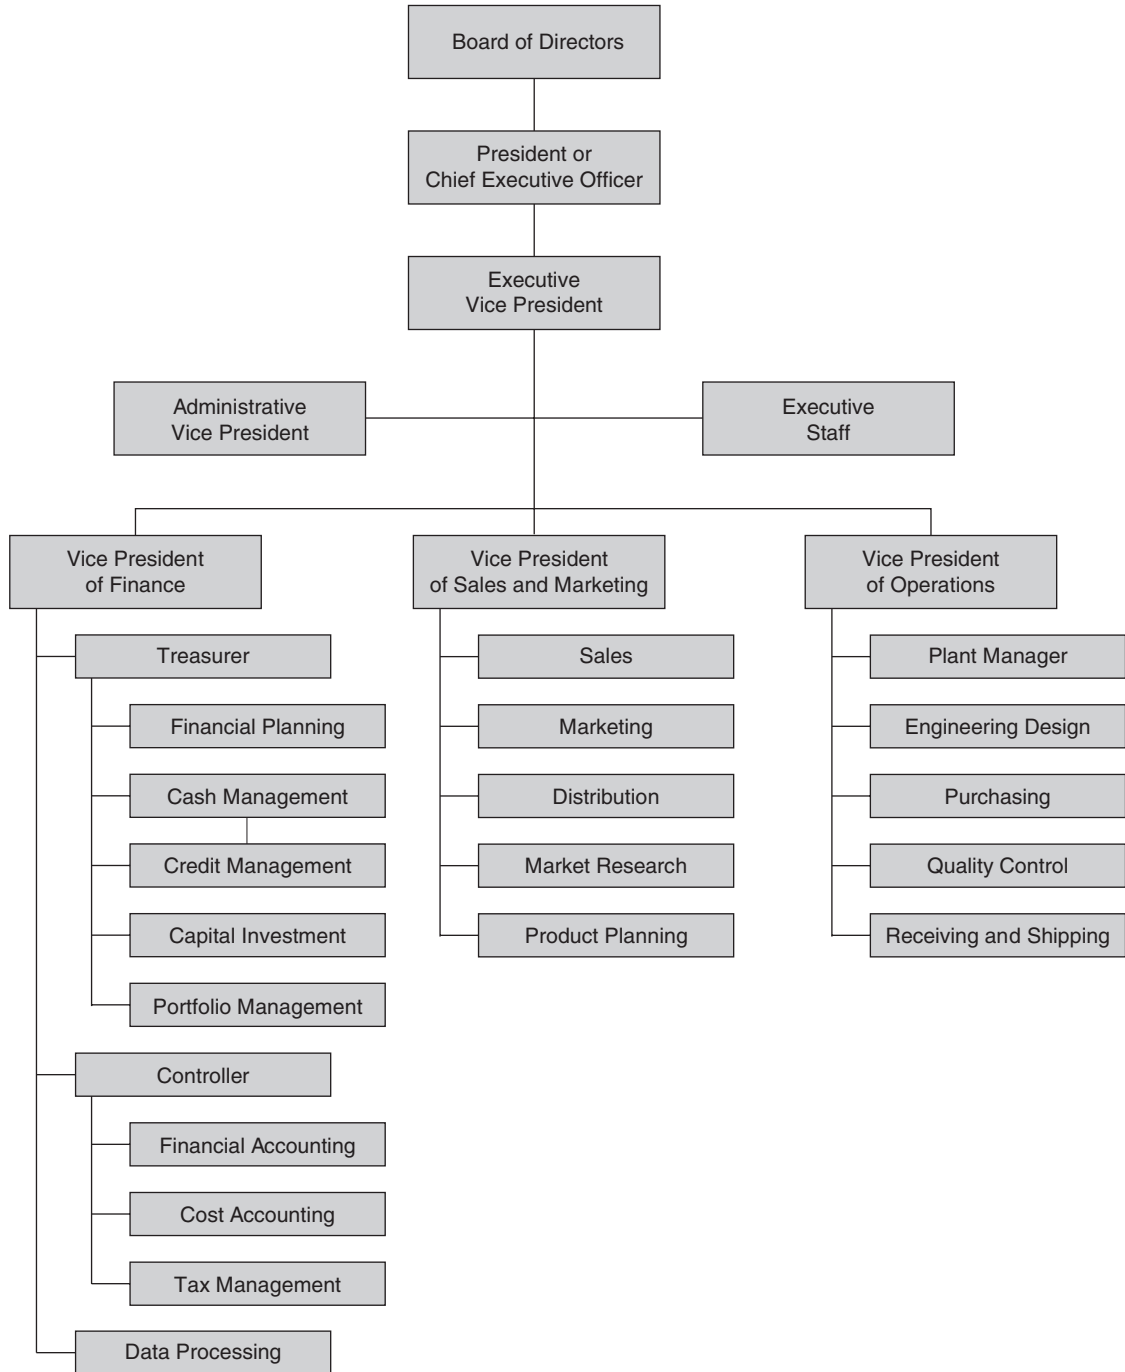 Board of Directors
President or
Chief Executive Officer
Executive
Vice President
Administrative
Vice President
Executive
Staff
Vice President
of Finance
Treasurer
Financial Planning
Cash Management
Credit Management
Capital Investment
Portfolio Management
Controller
Financial Accounting
Cost Accounting
Tax Management
Data Processing
Vice President
of Sales and Marketing
Sales
Marketing
Distribution
Market Research
Product Planning
Vice President
of Operations
Plant Manager
Engineering Design
Purchasing
Quality Control
Receiving and Shipping